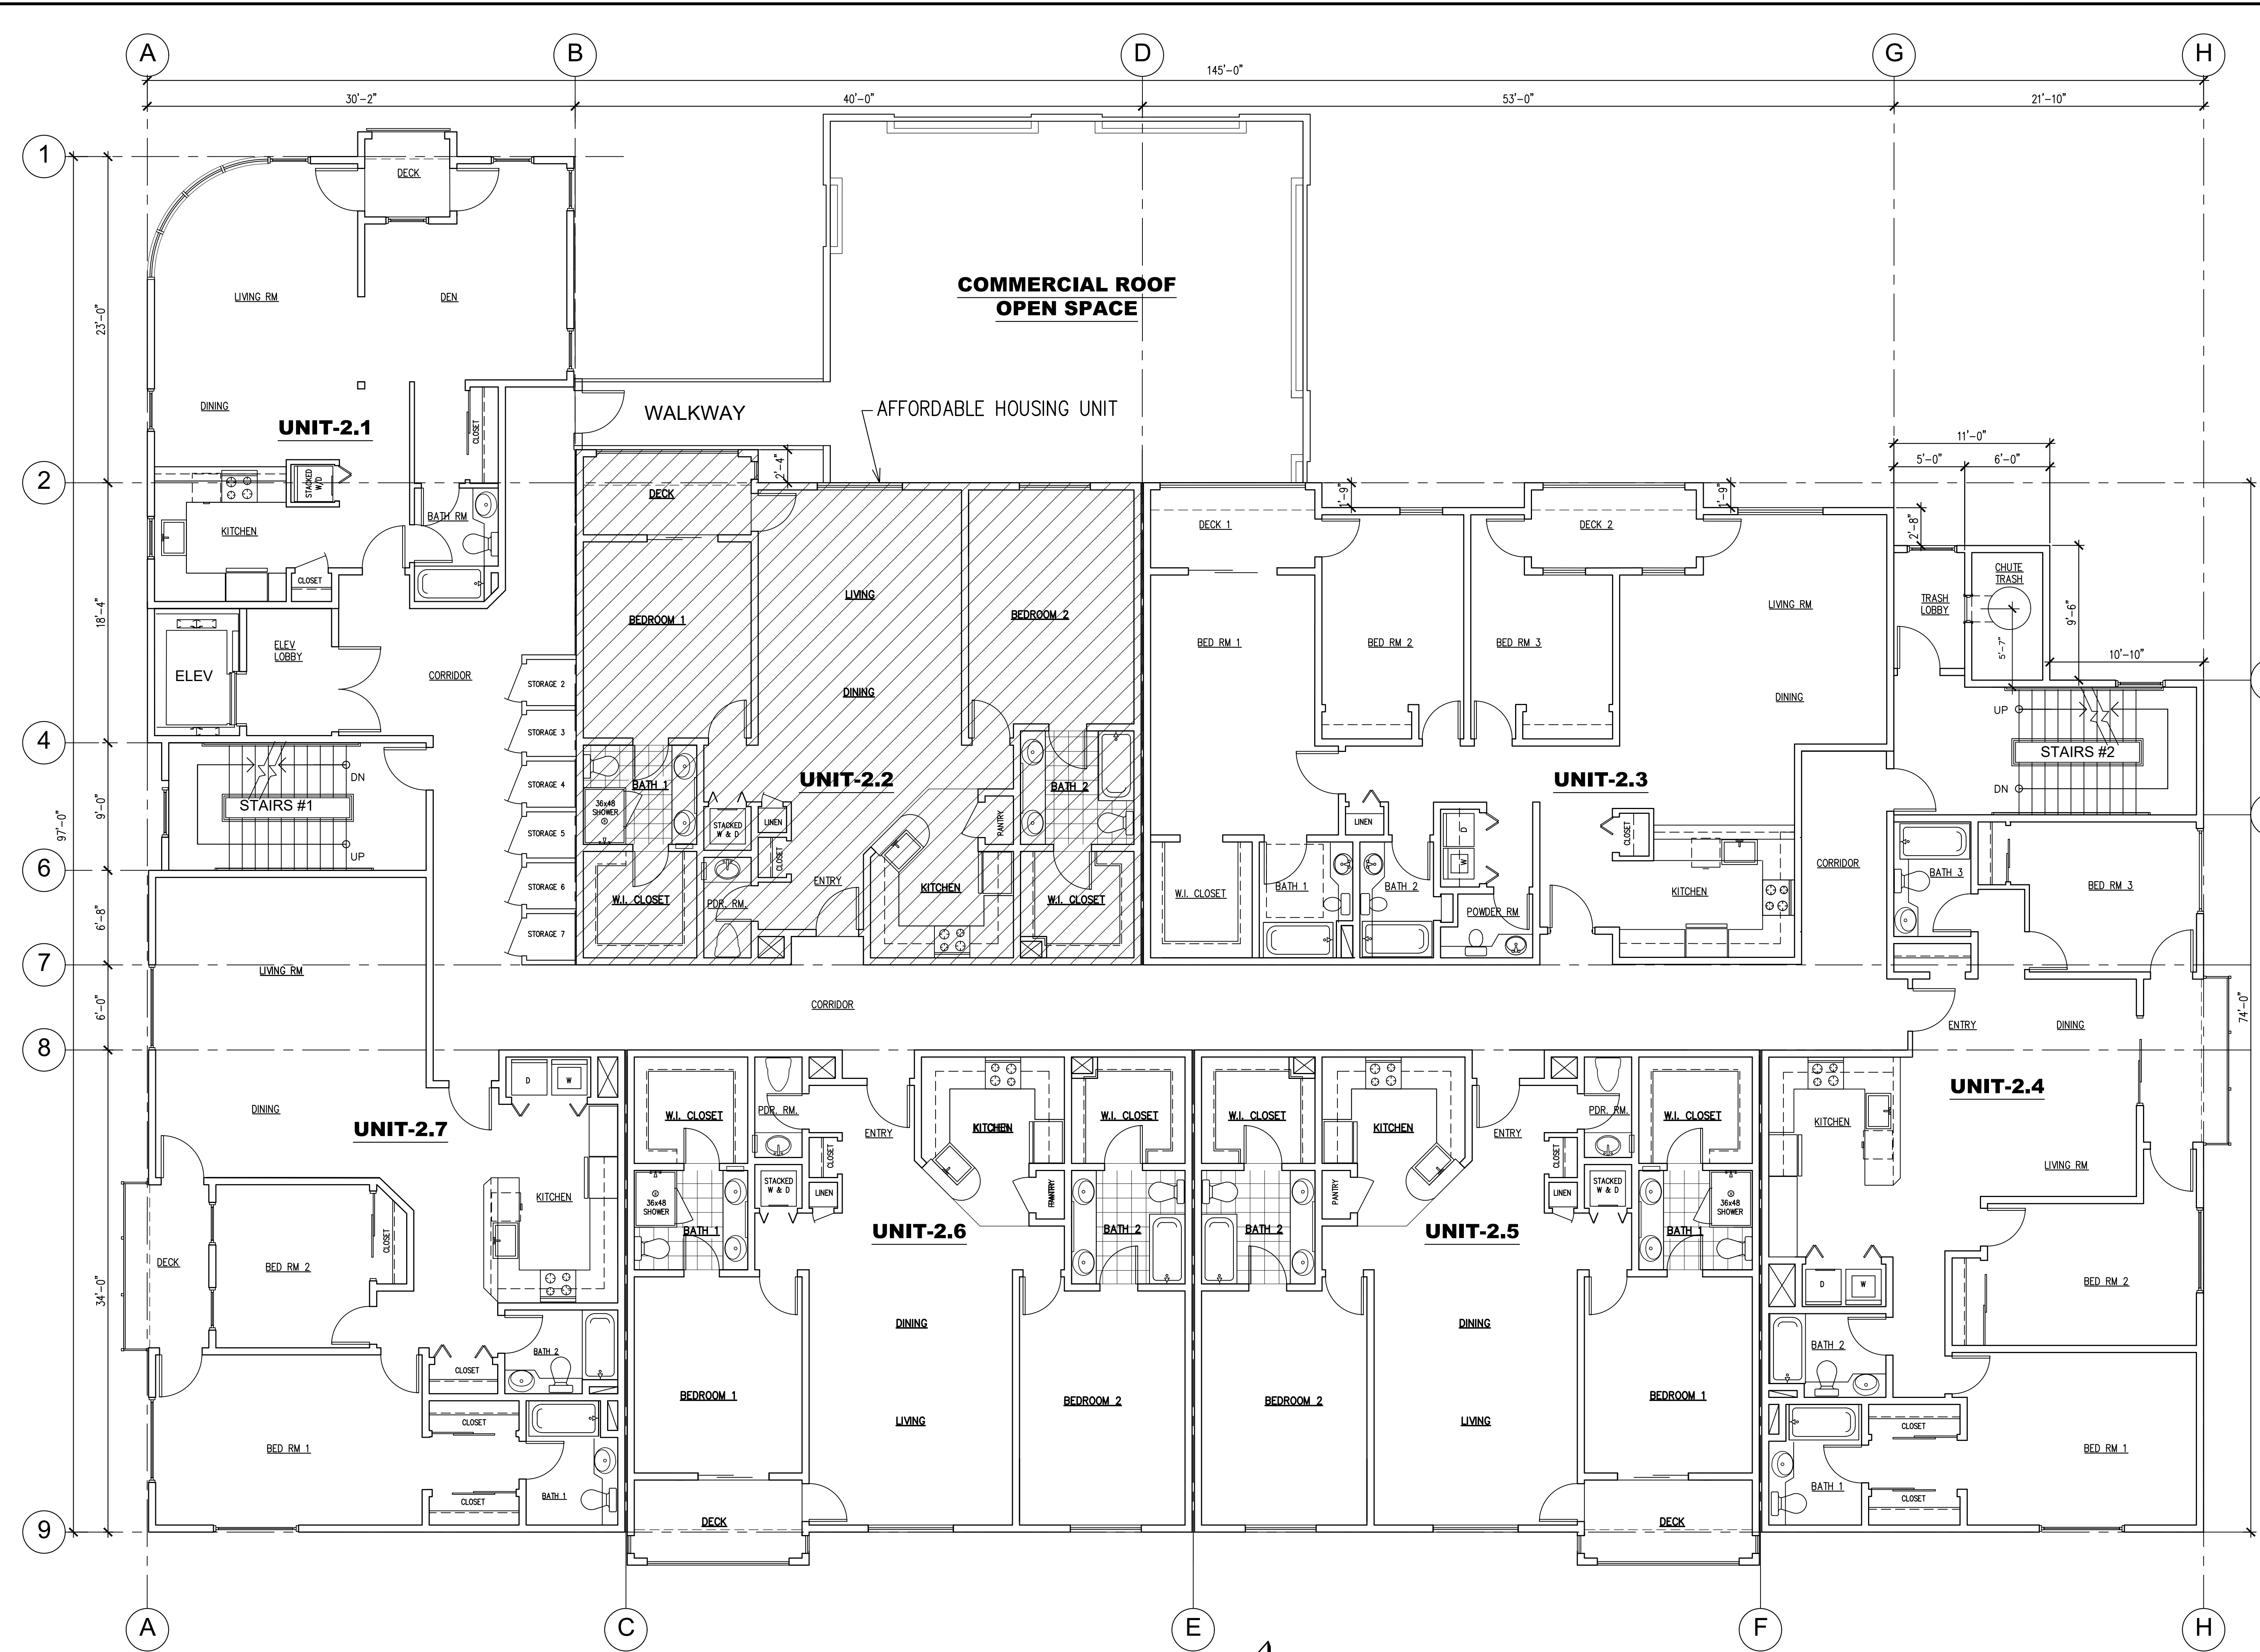 A
B
D
G
H
145'-0"
30'-2"
40'-0"
53'-0"
21'-10"
1
DECK
LIVING RM
DEN
COMMERCIAL ROOF
OPEN SPACE
23'-0"
DINING
UNIT-2.1
CLOSET
WALKWAY
AFFORDABLE HOUSING UNIT
11'-0"
5'-0"
6'-0"
2
STACKED
W/D
KITCHEN
BATH RM
CLOSET
2'-4"
DECK
DECK 1
1'-9"
DECK 2
1'-9"
2'-8"
CHUTE
TRASH
TRASH
LOBBY
9'-6"
5'-7"
10'-10"
18'-4"
ELEV
LOBBY
ELEV
CORRIDOR
BEDROOM 1
LIVING
BEDROOM 2
BED RM 1
BED RM 2
BED RM 3
LIVING RM
DINING
DINING
STORAGE 2
STORAGE 3
STORAGE 4
STORAGE 5
STORAGE 6
STORAGE 7
UP
STAIRS #2
DN
4
DN
STAIRS #1
UP
9'-0"
97'-0"
BATH 1
36x48
SHOWER
UNIT-2.2
STACKED
W & D
LINEN
CLOSET
PANTRY
BATH 2
UNIT-2.3
LINEN
D
W
CLOSET
CORRIDOR
6
6'-8"
W.I. CLOSET
PDR. RM.
ENTRY
KITCHEN
W.I. CLOSET
W.I. CLOSET
BATH 1
BATH 2
POWDER RM
KITCHEN
BATH 3
BED RM 3
7
LIVING RM
6'-0"
CORRIDOR
ENTRY
DINING
74'-0"
8
D
W
DINING
UNIT-2.7
KITCHEN
W.I. CLOSET
PDR. RM.
ENTRY
CLOSET
STACKED
W & D
LINEN
KITCHEN
PANTRY
W.I. CLOSET
W.I. CLOSET
KITCHEN
PANTRY
ENTRY
CLOSET
LINEN
PDR. RM.
STACKED
W & D
W.I. CLOSET
KITCHEN
UNIT-2.4
LIVING RM
36x48
SHOWER
BATH 1
UNIT-2.6
BATH 2
BATH 2
UNIT-2.5
BATH 1
36x48
SHOWER
34'-0"
DECK
BED RM 2
CLOSET
D
W
BED RM 2
DINING
DINING
BATH 2
CLOSET
BATH 2
BEDROOM 1
LIVING
BEDROOM 2
BEDROOM 2
LIVING
BEDROOM 1
CLOSET
BED RM 1
CLOSET
BATH 1
CLOSET
BED RM 1
BATH 1
CLOSET
DECK
DECK
9
A
C
E
F
H